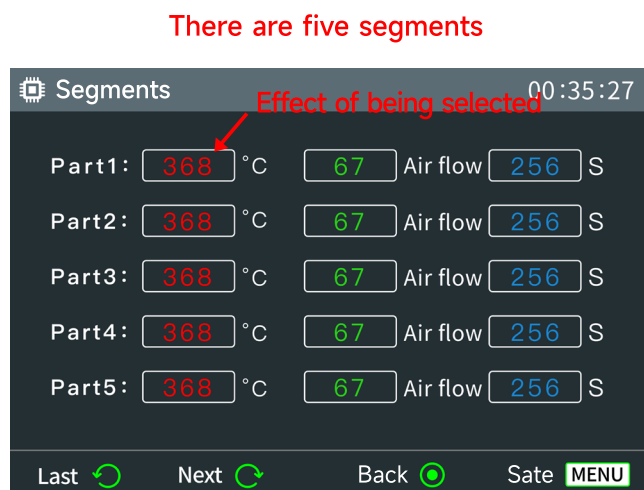 There are five segments
Segments
Effect of being selected
00:35:27
Part1: 368 °C 67 Air flow 256 S
Part2: 368 °C 67 Air flow 256 S
Part3: 368 °C 67 Air flow 256 S
Part4: 368 °C 67 Air flow 256 S
Part5: 368 °C 67 Air flow 256 S
Last Next Back Sate MENU